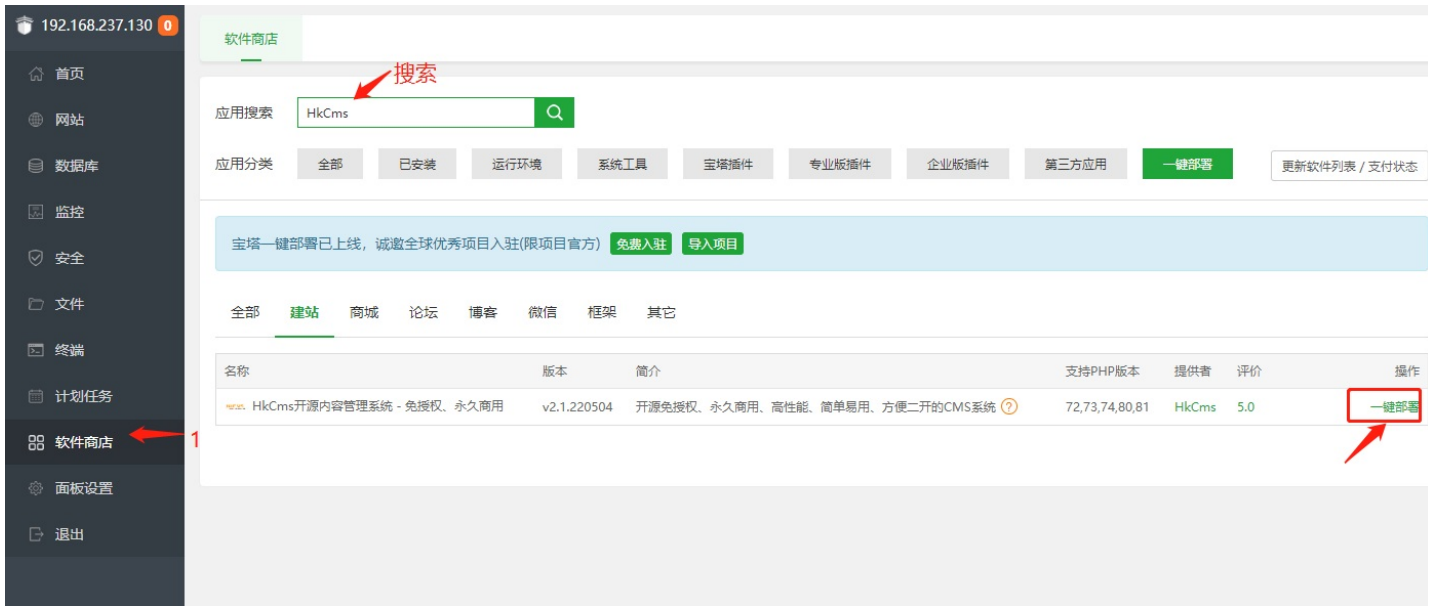 192.168.237.130 0
首页
网站
数据库
监控
安全
文件
终端
计划任务
软件商店
面板设置
退出
1
软件商店
搜索
应用搜索 HkCms
应用分类 全部 已安装 运行环境 系统工具 宝塔插件 专业版插件 企业版插件 第三方应用 一键部署 更新软件列表 / 支付状态
宝塔一键部署已上线，诚邀全球优秀项目入驻(限项目官方) 免费入驻 导入项目
全部 建站 商城 论坛 博客 微信 框架 其它
名称 版本 简介 支持PHP版本 提供者 评价 操作
HkCms开源内容管理系统 - 免授权、永久商用 v2.1.220504 开源免授权、永久商用、高性能、简单易用、方便二开的CMS系统 ? 72,73,74,80,81 HkCms 5.0 一键部署